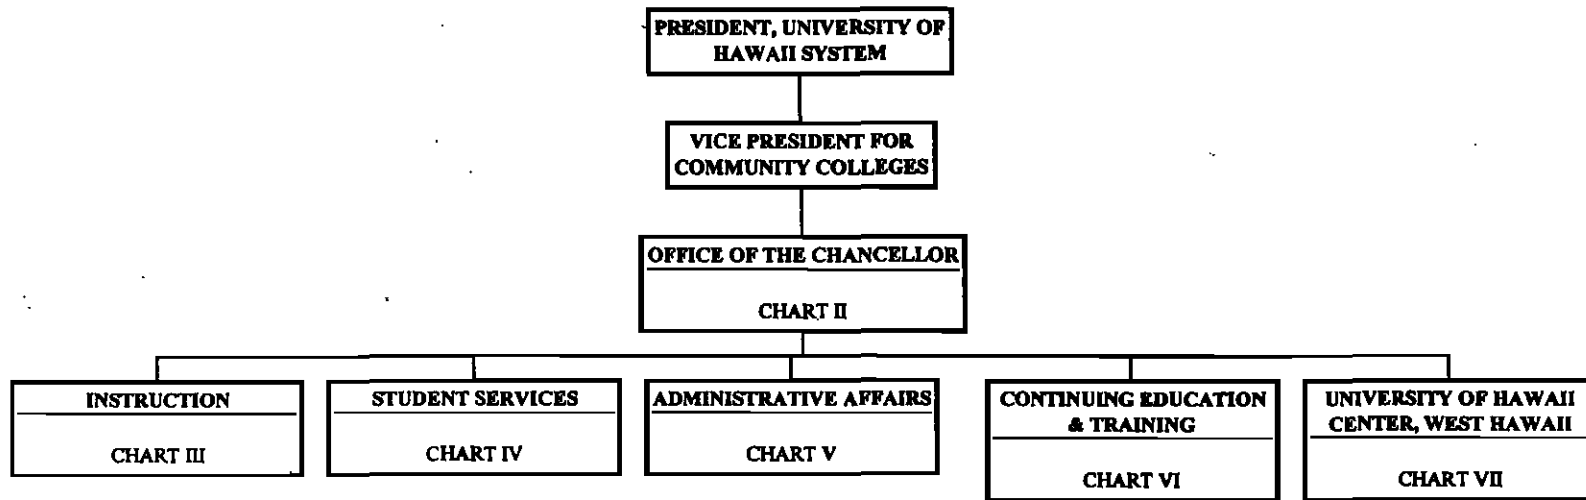 PRESIDENT, UNIVERSITY OF
HAWAII SYSTEM
VICE PRESIDENT FOR
COMMUNITY COLLEGES
OFFICE OF THE CHANCELLOR
CHART II
INSTRUCTION
CHART III
STUDENT SERVICES
CHART IV
ADMINISTRATIVE AFFAIRS
CHART V
CONTINUING EDUCATION
& TRAINING
CHART VI
UNIVERSITY OF HAWAII
CENTER, WEST HAWAII
CHART VII